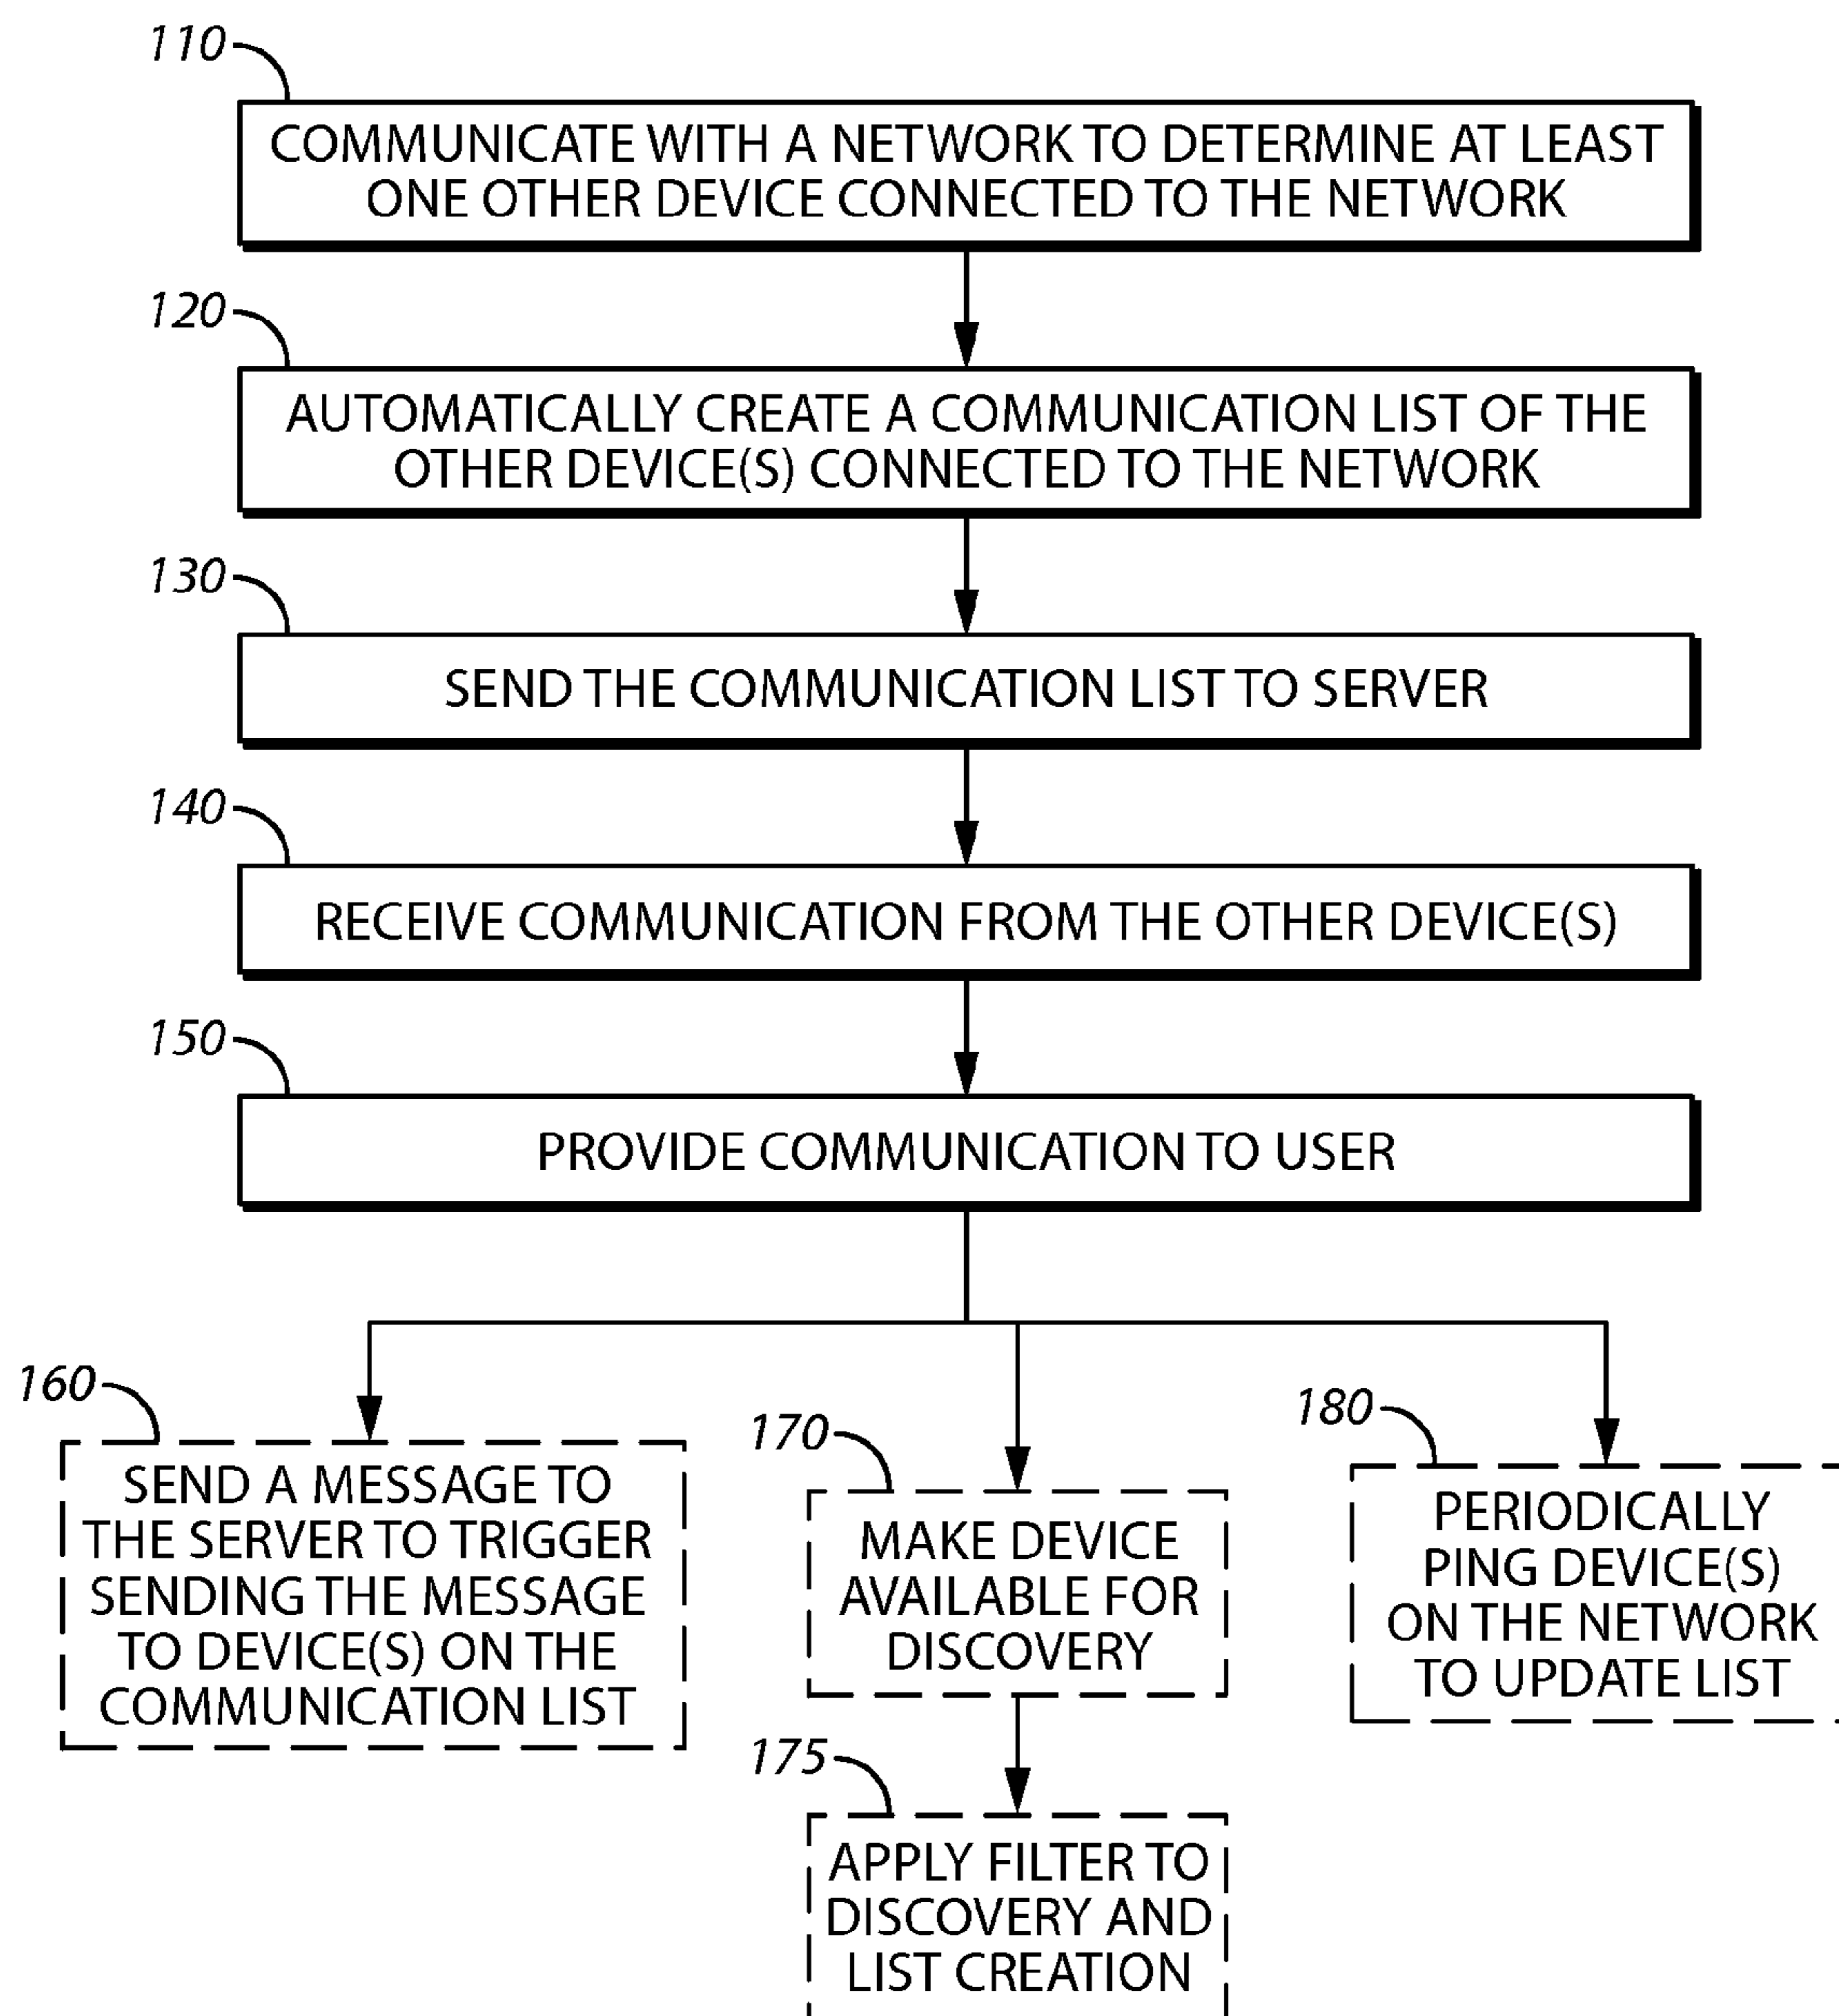 110
COMMUNICATE WITH A NETWORK TO DETERMINE AT LEAST
ONE OTHER DEVICE CONNECTED TO THE NETWORK
120
AUTOMATICALLY CREATE A COMMUNICATION LIST OF THE
OTHER DEVICE(S) CONNECTED TO THE NETWORK
130
SEND THE COMMUNICATION LIST TO SERVER
140
RECEIVE COMMUNICATION FROM THE OTHER DEVICE(S)
150
PROVIDE COMMUNICATION TO USER
160
SEND A MESSAGE TO
THE SERVER TO TRIGGER
SENDING THE MESSAGE
TO DEVICE(S) ON THE
COMMUNICATION LIST
170
MAKE DEVICE
AVAILABLE FOR
DISCOVERY
180
PERIODICALLY
PING DEVICE(S)
ON THE NETWORK
TO UPDATE LIST
175
APPLY FILTER TO
DISCOVERY AND
LIST CREATION